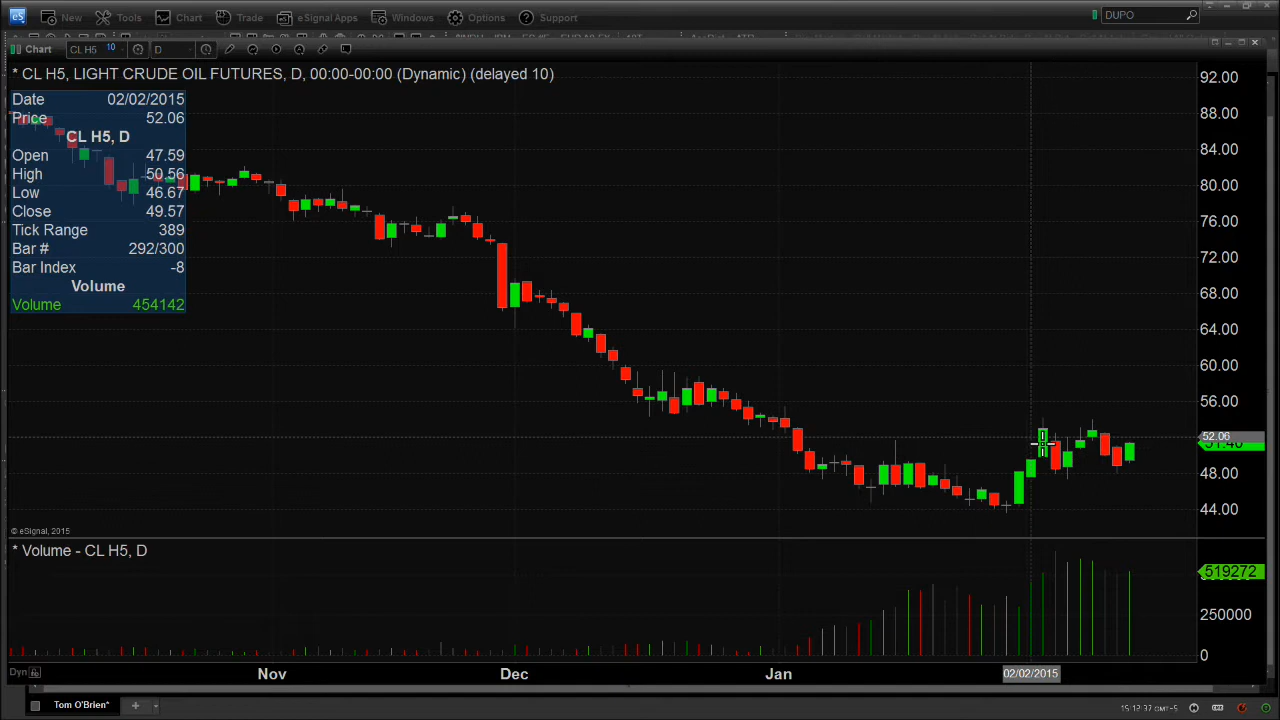 eS New Tools Chart Trade eSignal Apps Windows Options Support DUPO
Chart CL H5 10 D
* CL H5, LIGHT CRUDE OIL FUTURES, D, 00:00-00:00 (Dynamic) (delayed 10)
Date 02/02/2015
Price 52.06
CL H5, D
Open 47.59
High 50.56
Low 46.67
Close 49.57
Tick Range 389
Bar # 292/300
Bar Index -8
Volume
Volume 454142
92.00
88.00
84.00
80.00
76.00
72.00
68.00
64.00
60.00
56.00
52.06
48.00
44.00
© eSignal, 2015
* Volume - CL H5, D
519272
250000
0
Dyn Nov Dec Jan 02/02/2015
Tom O'Brien* +
15:12:37 GMT-5